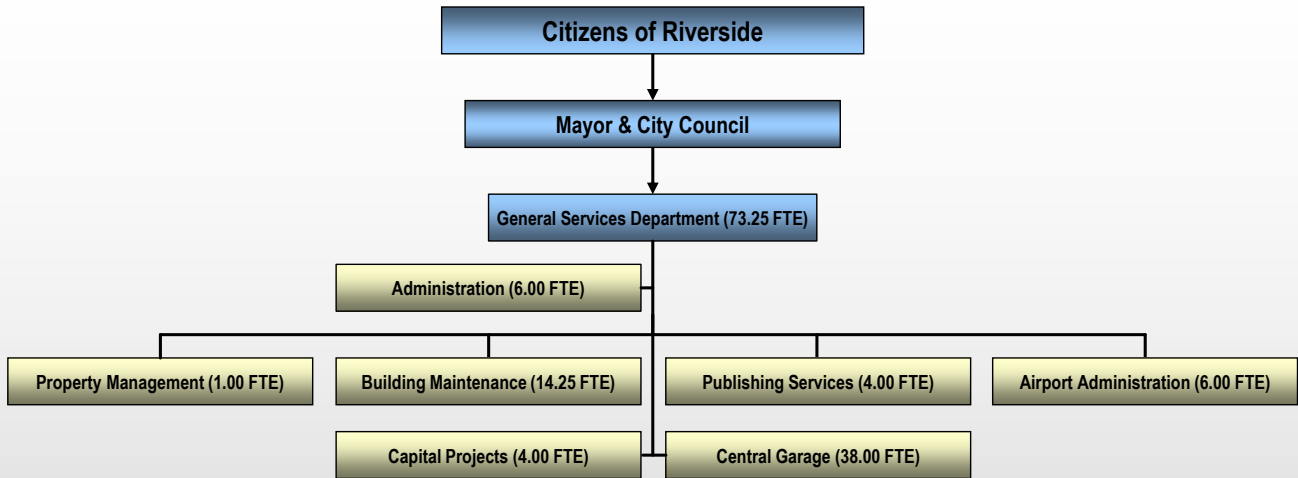 Citizens of Riverside
Mayor & City Council
General Services Department (73.25 FTE)
Administration (6.00 FTE)
Property Management (1.00 FTE)
Building Maintenance (14.25 FTE)
Publishing Services (4.00 FTE)
Airport Administration (6.00 FTE)
Capital Projects (4.00 FTE)
Central Garage (38.00 FTE)